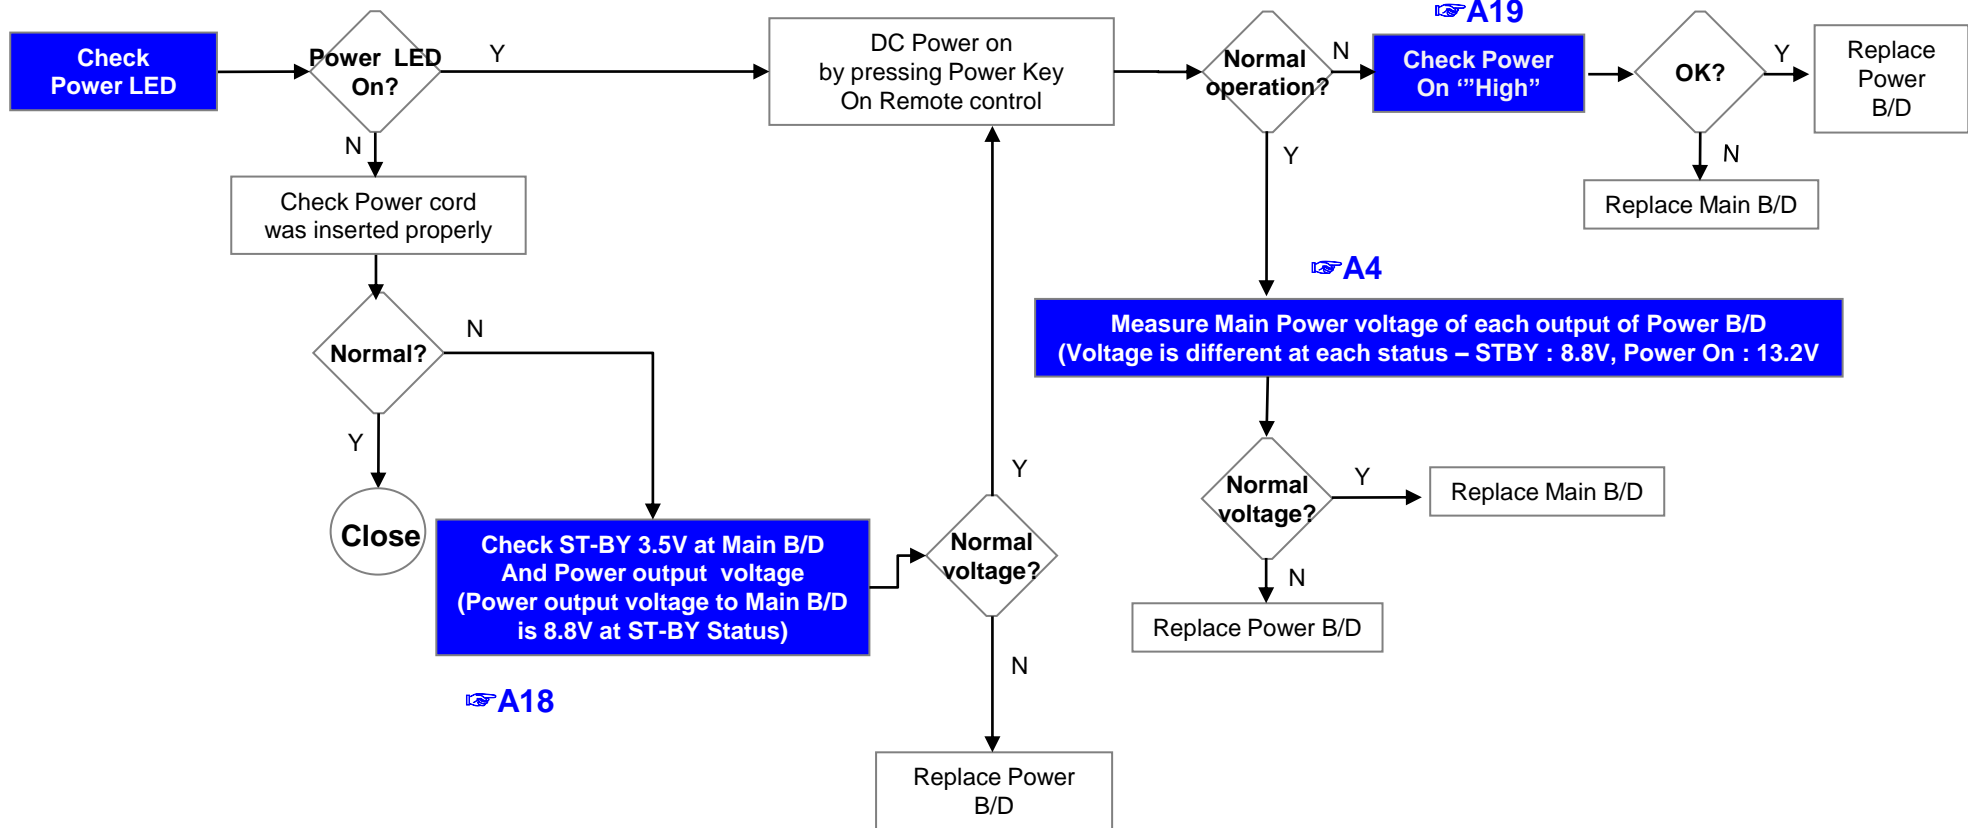 ☞A19
Check
Power LED
Power LED
On?
Y
DC Power on
by pressing Power Key
On Remote control
Normal
operation?
N
Check Power
On ‘”High”
OK?
Y
Replace
Power
B/D
N
Y
N
Check Power cord
was inserted properly
Replace Main B/D
☞A4
Measure Main Power voltage of each output of Power B/D
(Voltage is different at each status – STBY : 8.8V, Power On : 13.2V
Normal?
N
Y
Close
Check ST-BY 3.5V at Main B/D
And Power output voltage
(Power output voltage to Main B/D
is 8.8V at ST-BY Status)
☞A18
Y
Normal
voltage?
N
Replace Power
B/D
Normal
voltage?
Y
Replace Main B/D
N
Replace Power B/D